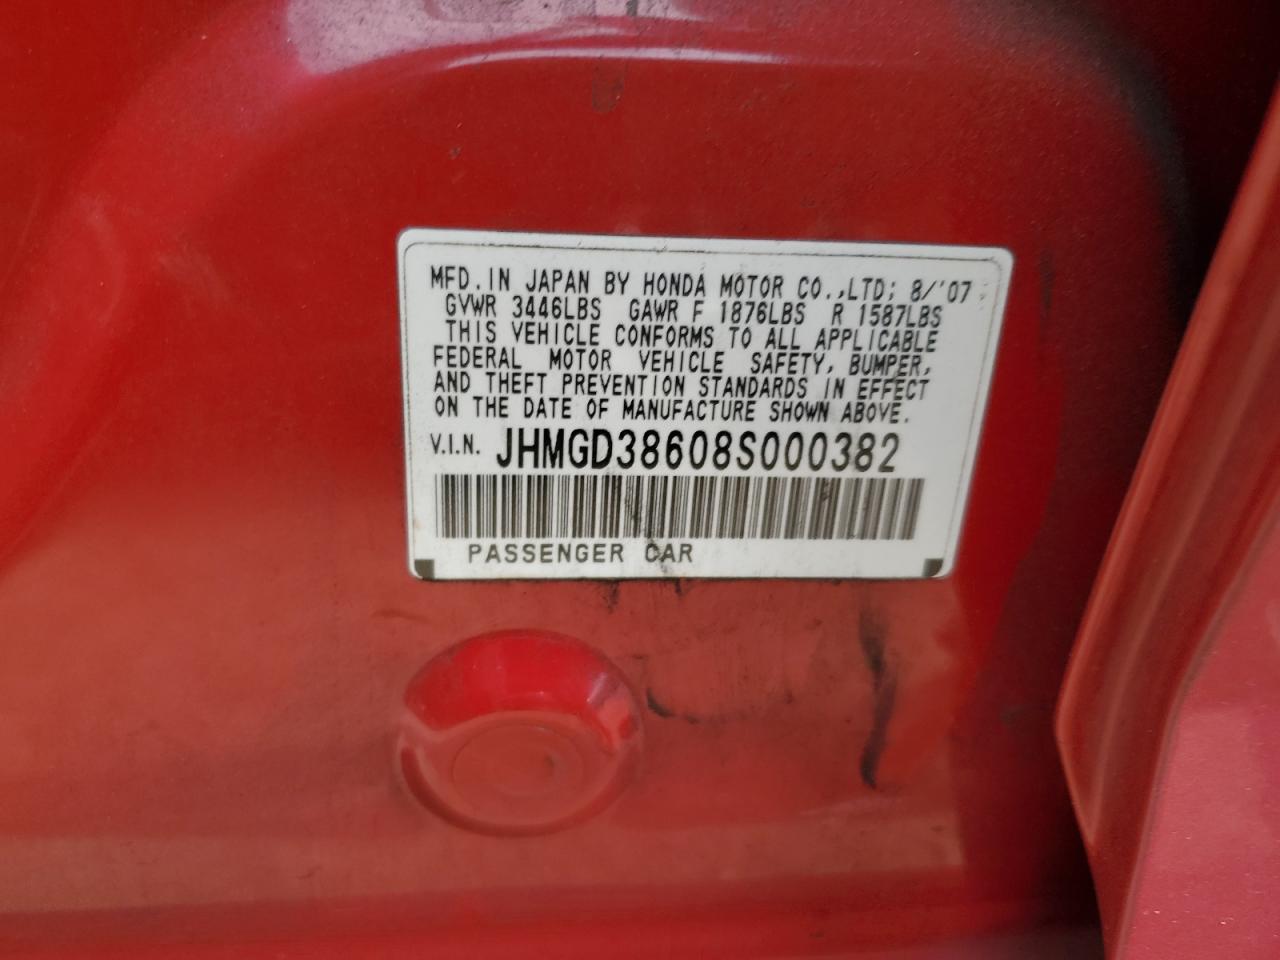 MFD. IN JAPAN BY HONDA MOTOR CO.,LTD; 8/'07
GVWR 3446LBS GAWR F 1876LBS R 1587LBS
THIS VEHICLE CONFORMS TO ALL APPLICABLE
FEDERAL MOTOR VEHICLE SAFETY, BUMPER,
AND THEFT PREVENTION STANDARDS IN EFFECT
ON THE DATE OF MANUFACTURE SHOWN ABOVE.
V.I.N. JHMGD38608S000382
PASSENGER CAR